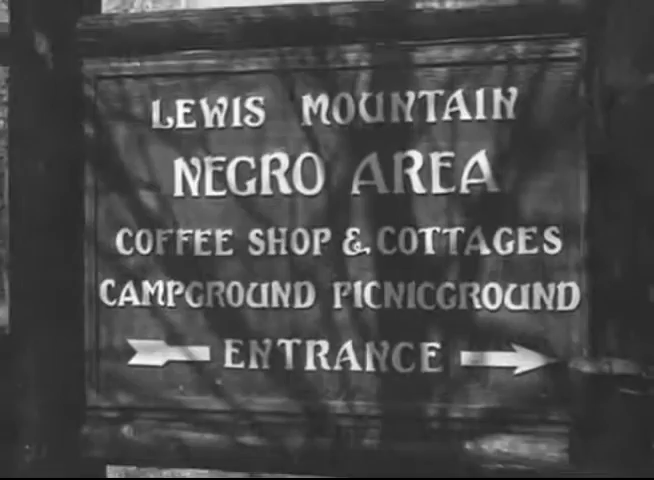 LEWIS MOUNTAIN
NEGRO AREA
COFFEE SHOP & COTTAGES
CAMPGROUND PICNICGROUND
ENTRANCE